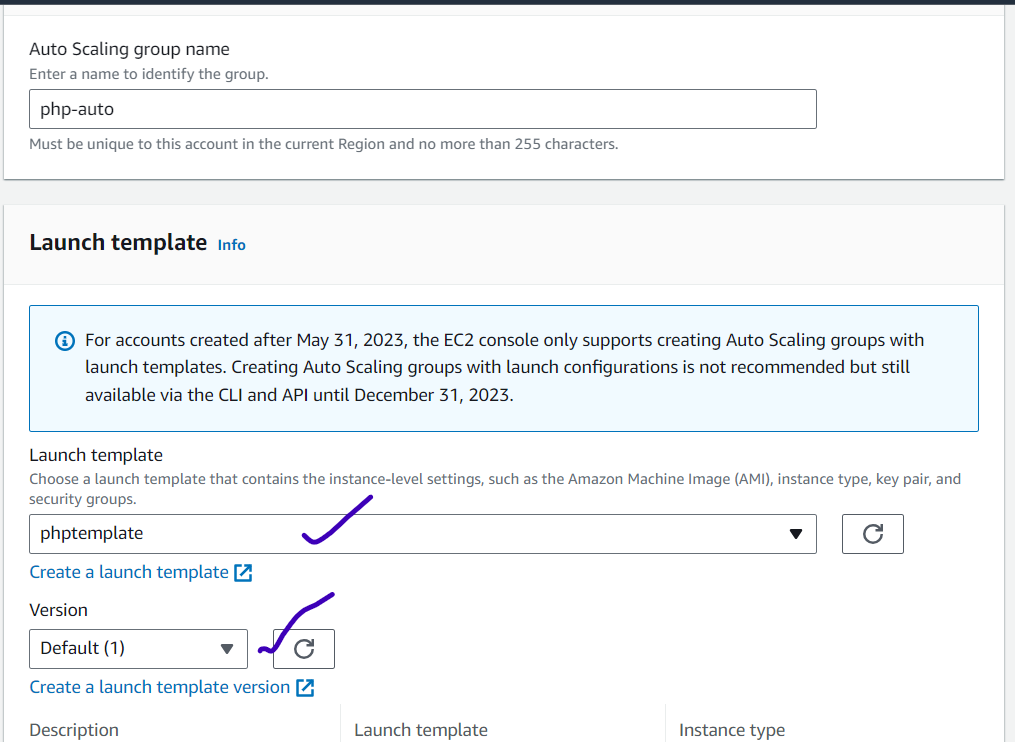 Auto Scaling group name
Enter a name to identify the group.
php-auto
Must be unique to this account in the current Region and no more than 255 characters.
Launch template Info
For accounts created after May 31, 2023, the EC2 console only supports creating Auto Scaling groups with
launch templates. Creating Auto Scaling groups with launch configurations is not recommended but still
available via the CLI and API until December 31, 2023.
Launch template
Choose a launch template that contains the instance-level settings, such as the Amazon Machine Image (AMI), instance type, key pair, and
security groups.
phptemplate
Create a launch template
Version
Default (1)
Create a launch template version
Description Launch template Instance type